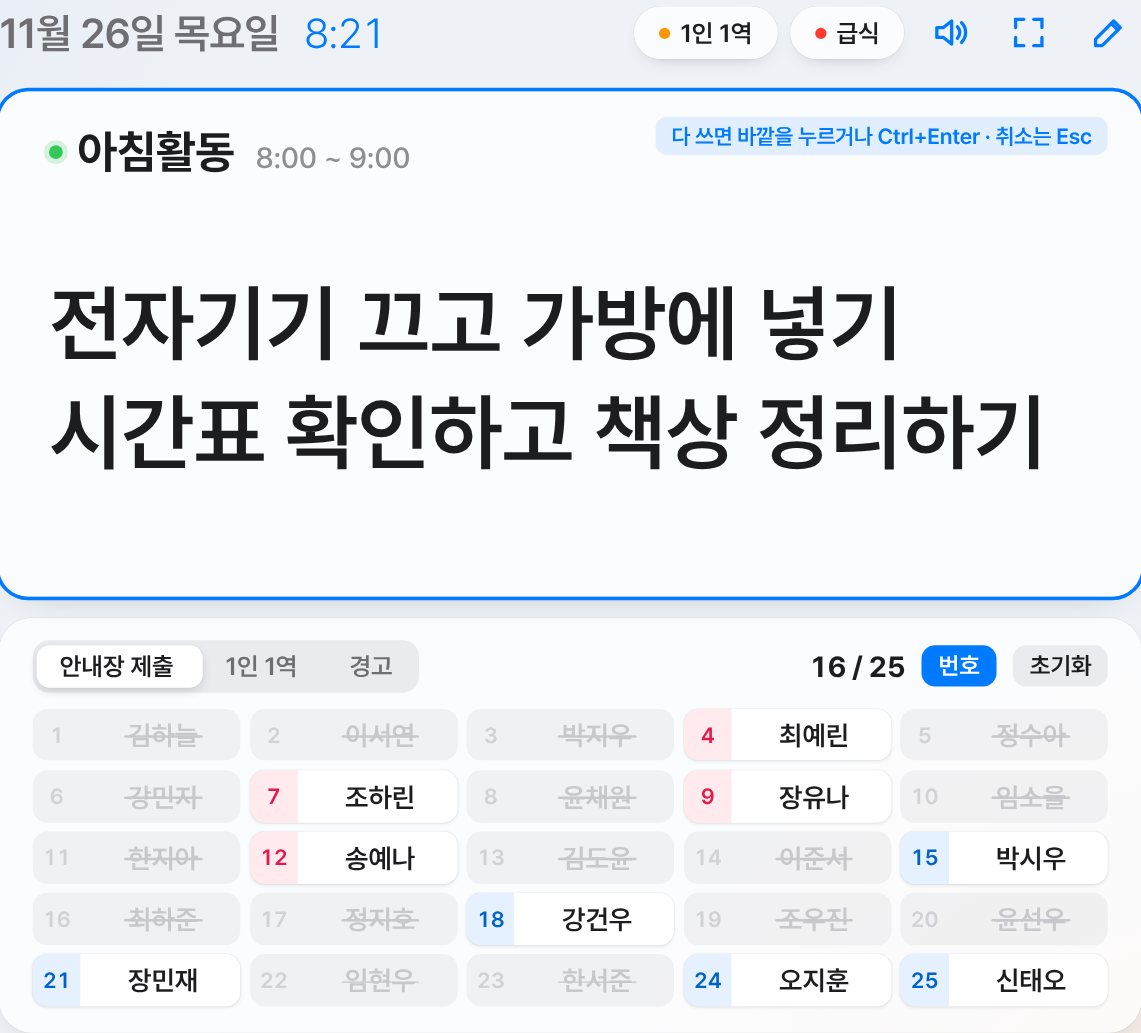 11월 26일 목요일 8:21 1인 1역 급식
아침활동 8:00 ~ 9:00 다 쓰면 바깥을 누르거나 Ctrl+Enter · 취소는 Esc
전자기기 끄고 가방에 넣기
시간표 확인하고 책상 정리하기
안내장 제출 1인 1역 경고 16 / 25 번호 초기화
1 김하늘 2 이서연 3 박지우 4 최예린 5 정수아
6 강민지 7 조하린 8 윤채원 9 장유나 10 임소율
11 한지아 12 송예나 13 김도윤 14 이준서 15 박시우
16 최하준 17 정지호 18 강건우 19 조우진 20 윤선우
21 장민재 22 임현우 23 한서준 24 오지훈 25 신태오